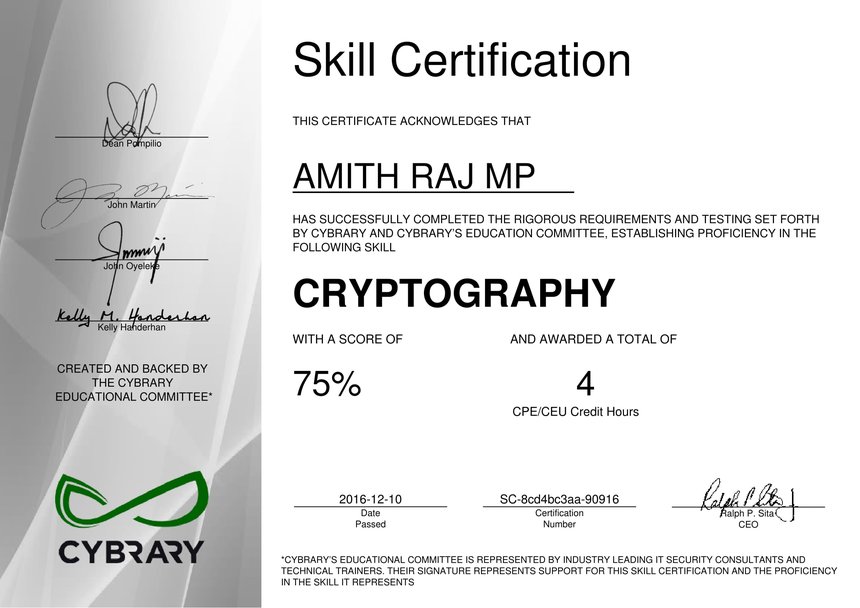 Skill Certification
THIS CERTIFICATE ACKNOWLEDGES THAT
AMITH RAJ MP
HAS SUCCESSFULLY COMPLETED THE RIGOROUS REQUIREMENTS AND TESTING SET FORTH
BY CYBRARY AND CYBRARY'S EDUCATION COMMITTEE, ESTABLISHING PROFICIENCY IN THE
FOLLOWING SKILL
CRYPTOGRAPHY
WITH A SCORE OF
75%
AND AWARDED A TOTAL OF
4
CPE/CEU Credit Hours
2016-12-10
Date
Passed
SC-8cd4bc3aa-90916
Certification
Number
Ralph P. Sita
Ralph P. Sita
CEO
*CYBRARY'S EDUCATIONAL COMMITTEE IS REPRESENTED BY INDUSTRY LEADING IT SECURITY CONSULTANTS AND
TECHNICAL TRAINERS. THEIR SIGNATURE REPRESENTS SUPPORT FOR THIS SKILL CERTIFICATION AND THE PROFICIENCY
IN THE SKILL IT REPRESENTS
Dean Pompilio
John Martin
John Oyeleke
Kelly M. Handerhan
Kelly Handerhan
CREATED AND BACKED BY
THE CYBRARY
EDUCATIONAL COMMITTEE*
CYBRARY